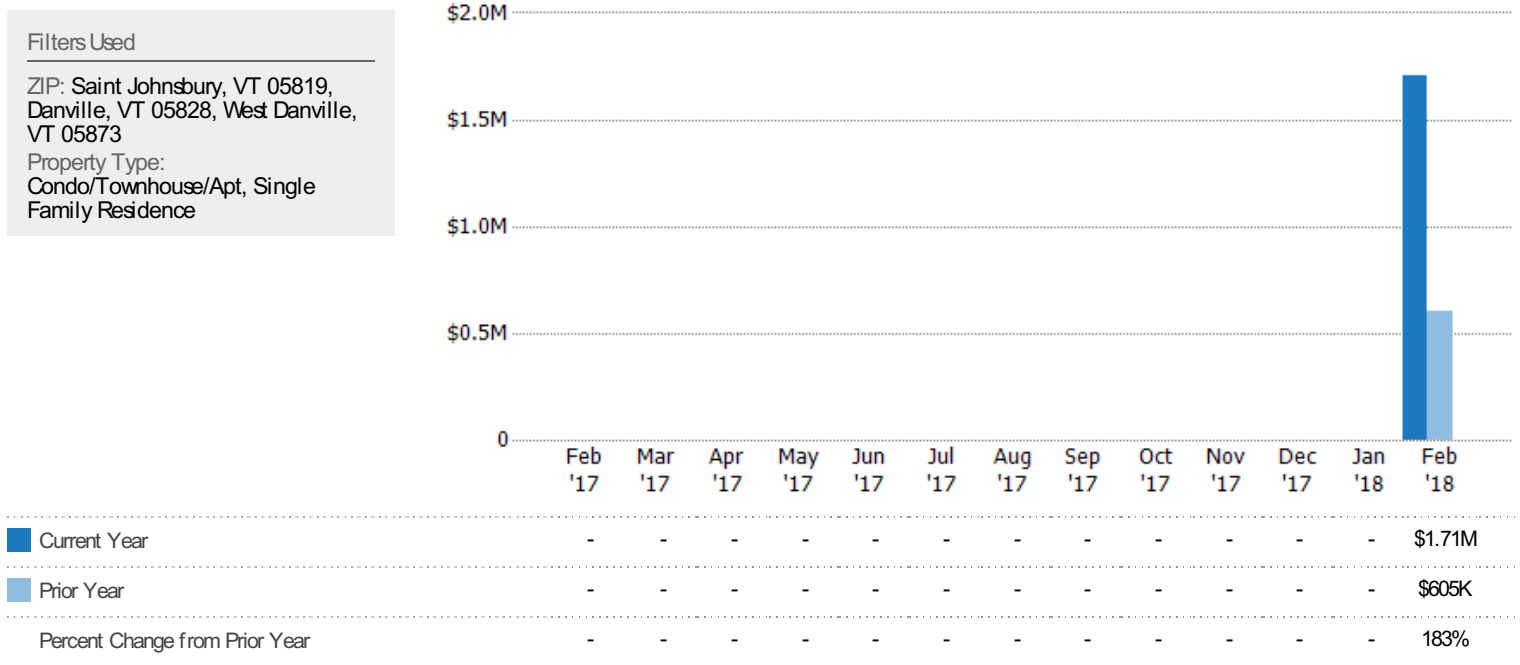 Filters Used
ZIP: Saint Johnsbury, VT 05819,
Danville, VT 05828, West Danville,
VT 05873
Property Type:
Condo/Townhouse/Apt, Single
Family Residence
$2.0M
$1.5M
$1.0M
$0.5M
0
Feb Mar Apr May Jun Jul Aug Sep Oct Nov Dec Jan Feb
'17 '17 '17 '17 '17 '17 '17 '17 '17 '17 '17 '18 '18
Current Year - - - - - - - - - - - - $1.71M
Prior Year - - - - - - - - - - - - $605K
Percent Change from Prior Year - - - - - - - - - - - - 183%